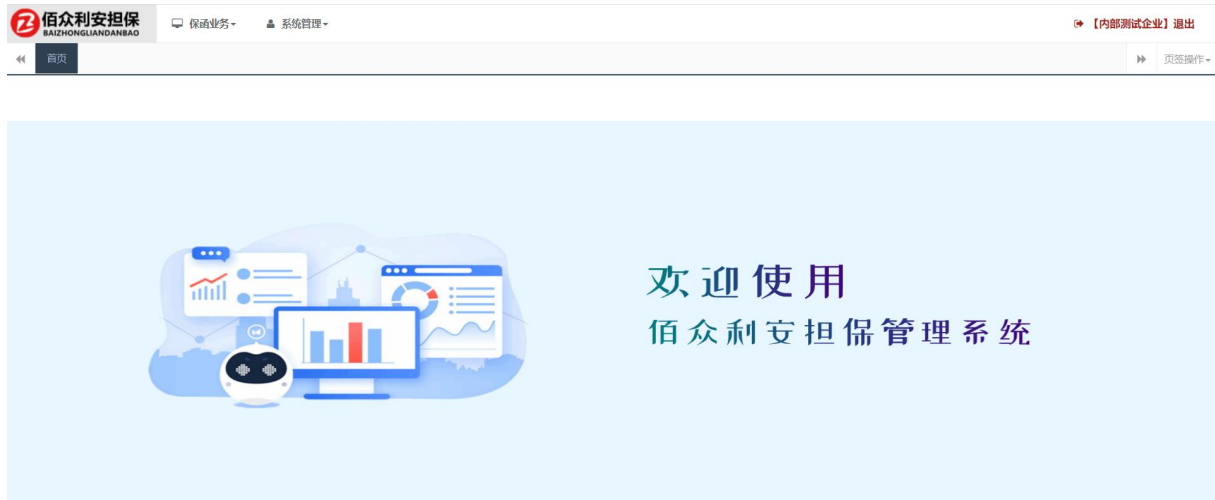 佰众利安担保
BAIZHONGLIANDANBAO
保函业务
系统管理
【内部测试企业】退出
首页
页签操作
欢迎使用
佰众利安担保管理系统